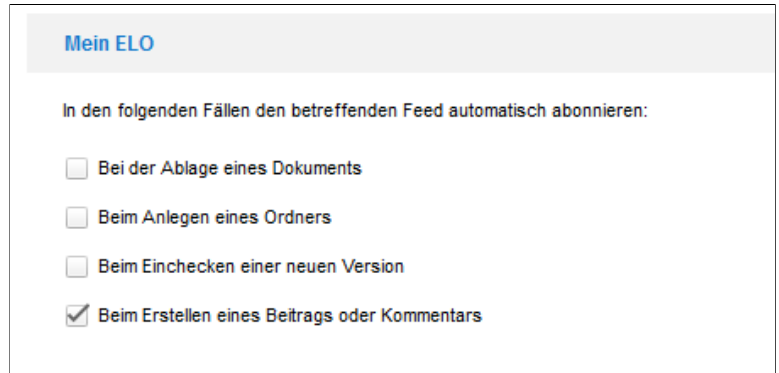 Mein ELO
In den folgenden Fällen den betreffenden Feed automatisch abonnieren:
Bei der Ablage eines Dokuments
Beim Anlegen eines Ordners
Beim Einchecken einer neuen Version
Beim Erstellen eines Beitrags oder Kommentars